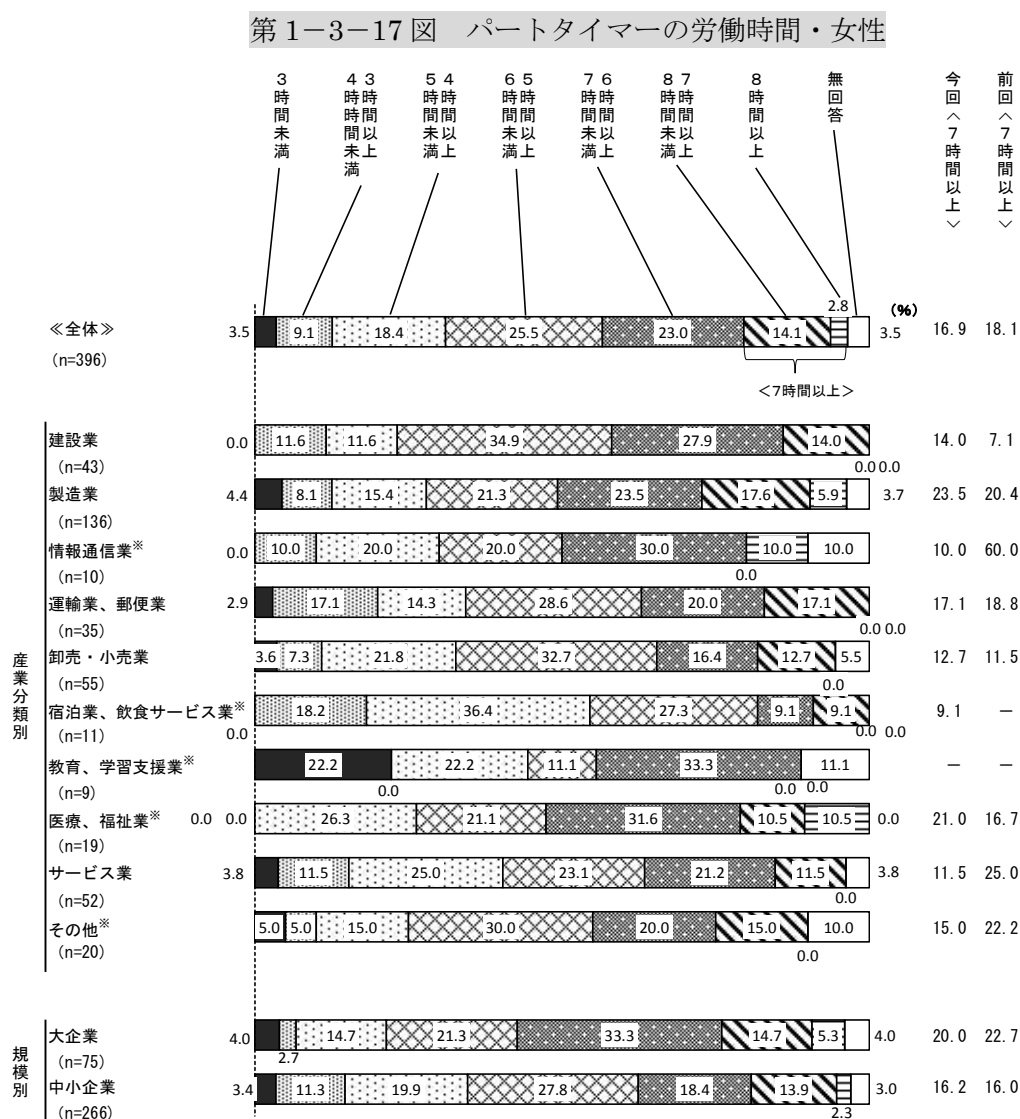 第1-3-17図 パートタイマーの労働時間・女性
3時間未満
3時間以上
4時時間未満
4時間以上
5時間未満
5時間以上
6時間未満
6時間以上
7時間未満
7時間以上
8時間未満
8時間以上
無回答
今回<7時間以上>
前回<7時間以上>
2.8 (%)
≪全体≫ 3.5 9.1 18.4 25.5 23.0 14.1 3.5 16.9 18.1
(n=396)
<7時間以上>
建設業 0.0 11.6 11.6 34.9 27.9 14.0 14.0 7.1
(n=43) 0.0 0.0
製造業 4.4 8.1 15.4 21.3 23.5 17.6 5.9 3.7 23.5 20.4
(n=136)
情報通信業※ 0.0 10.0 20.0 20.0 30.0 10.0 10.0 10.0 60.0
(n=10) 0.0
運輸業、郵便業 2.9 17.1 14.3 28.6 20.0 17.1 17.1 18.8
(n=35) 0.0 0.0
産業分類別
卸売・小売業 3.6 7.3 21.8 32.7 16.4 12.7 5.5 12.7 11.5
(n=55) 0.0
宿泊業、飲食サービス業※ 18.2 36.4 27.3 9.1 9.1 9.1 －
(n=11) 0.0 0.0 0.0
教育、学習支援業※ 22.2 22.2 11.1 33.3 11.1 － －
(n=9) 0.0 0.0 0.0
医療、福祉業※ 0.0 0.0 26.3 21.1 31.6 10.5 10.5 0.0 21.0 16.7
(n=19)
サービス業 3.8 11.5 25.0 23.1 21.2 11.5 3.8 11.5 25.0
(n=52) 0.0
その他※ 5.0 5.0 15.0 30.0 20.0 15.0 10.0 15.0 22.2
(n=20) 0.0
規模別
大企業 4.0 14.7 21.3 33.3 14.7 5.3 4.0 20.0 22.7
(n=75) 2.7
中小企業 3.4 11.3 19.9 27.8 18.4 13.9 3.0 16.2 16.0
(n=266) 2.3